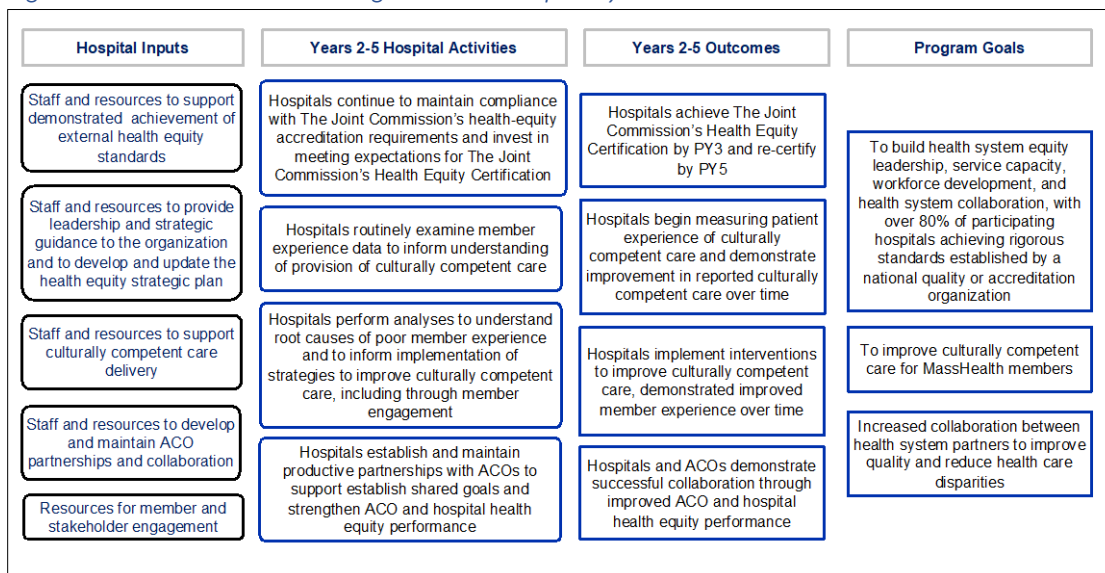 Hospital Inputs
Staff and resources to support
demonstrated achievement of
external health equity
standards
Staff and resources to provide
leadership and strategic
guidance to the organization
and to develop and update the
health equity strategic plan
Staff and resources to support
culturally competent care
delivery
Staff and resources to develop
and maintain ACO
partnerships and collaboration
Resources for member and
stakeholder engagement
Years 2-5 Hospital Activities
Hospitals continue to maintain compliance
with The Joint Commission's health-equity
accreditation requirements and invest in
meeting expectations for The Joint
Commission's Health Equity Certification
Hospitals routinely examine member
experience data to inform understanding
of provision of culturally competent care
Hospitals perform analyses to understand
root causes of poor member experience
and to inform implementation of
strategies to improve culturally competent
care, including through member
engagement
Hospitals establish and maintain
productive partnerships with ACOs to
support establish shared goals and
strengthen ACO and hospital health
equity performance
Years 2-5 Outcomes
Hospitals achieve The Joint
Commission's Health Equity
Certification by PY3 and re-certify
by PY5
Hospitals begin measuring patient
experience of culturally
competent care and demonstrate
improvement in reported culturally
competent care over time
Hospitals implement interventions
to improve culturally competent
care, demonstrated improved
member experience over time
Hospitals and ACOs demonstrate
successful collaboration through
improved ACO and hospital
health equity performance
Program Goals
To build health system equity
leadership, service capacity,
workforce development, and
health system collaboration, with
over 80% of participating
hospitals achieving rigorous
standards established by a
national quality or accreditation
organization
To improve culturally competent
care for MassHealth members
Increased collaboration between
health system partners to improve
quality and reduce health care
disparities